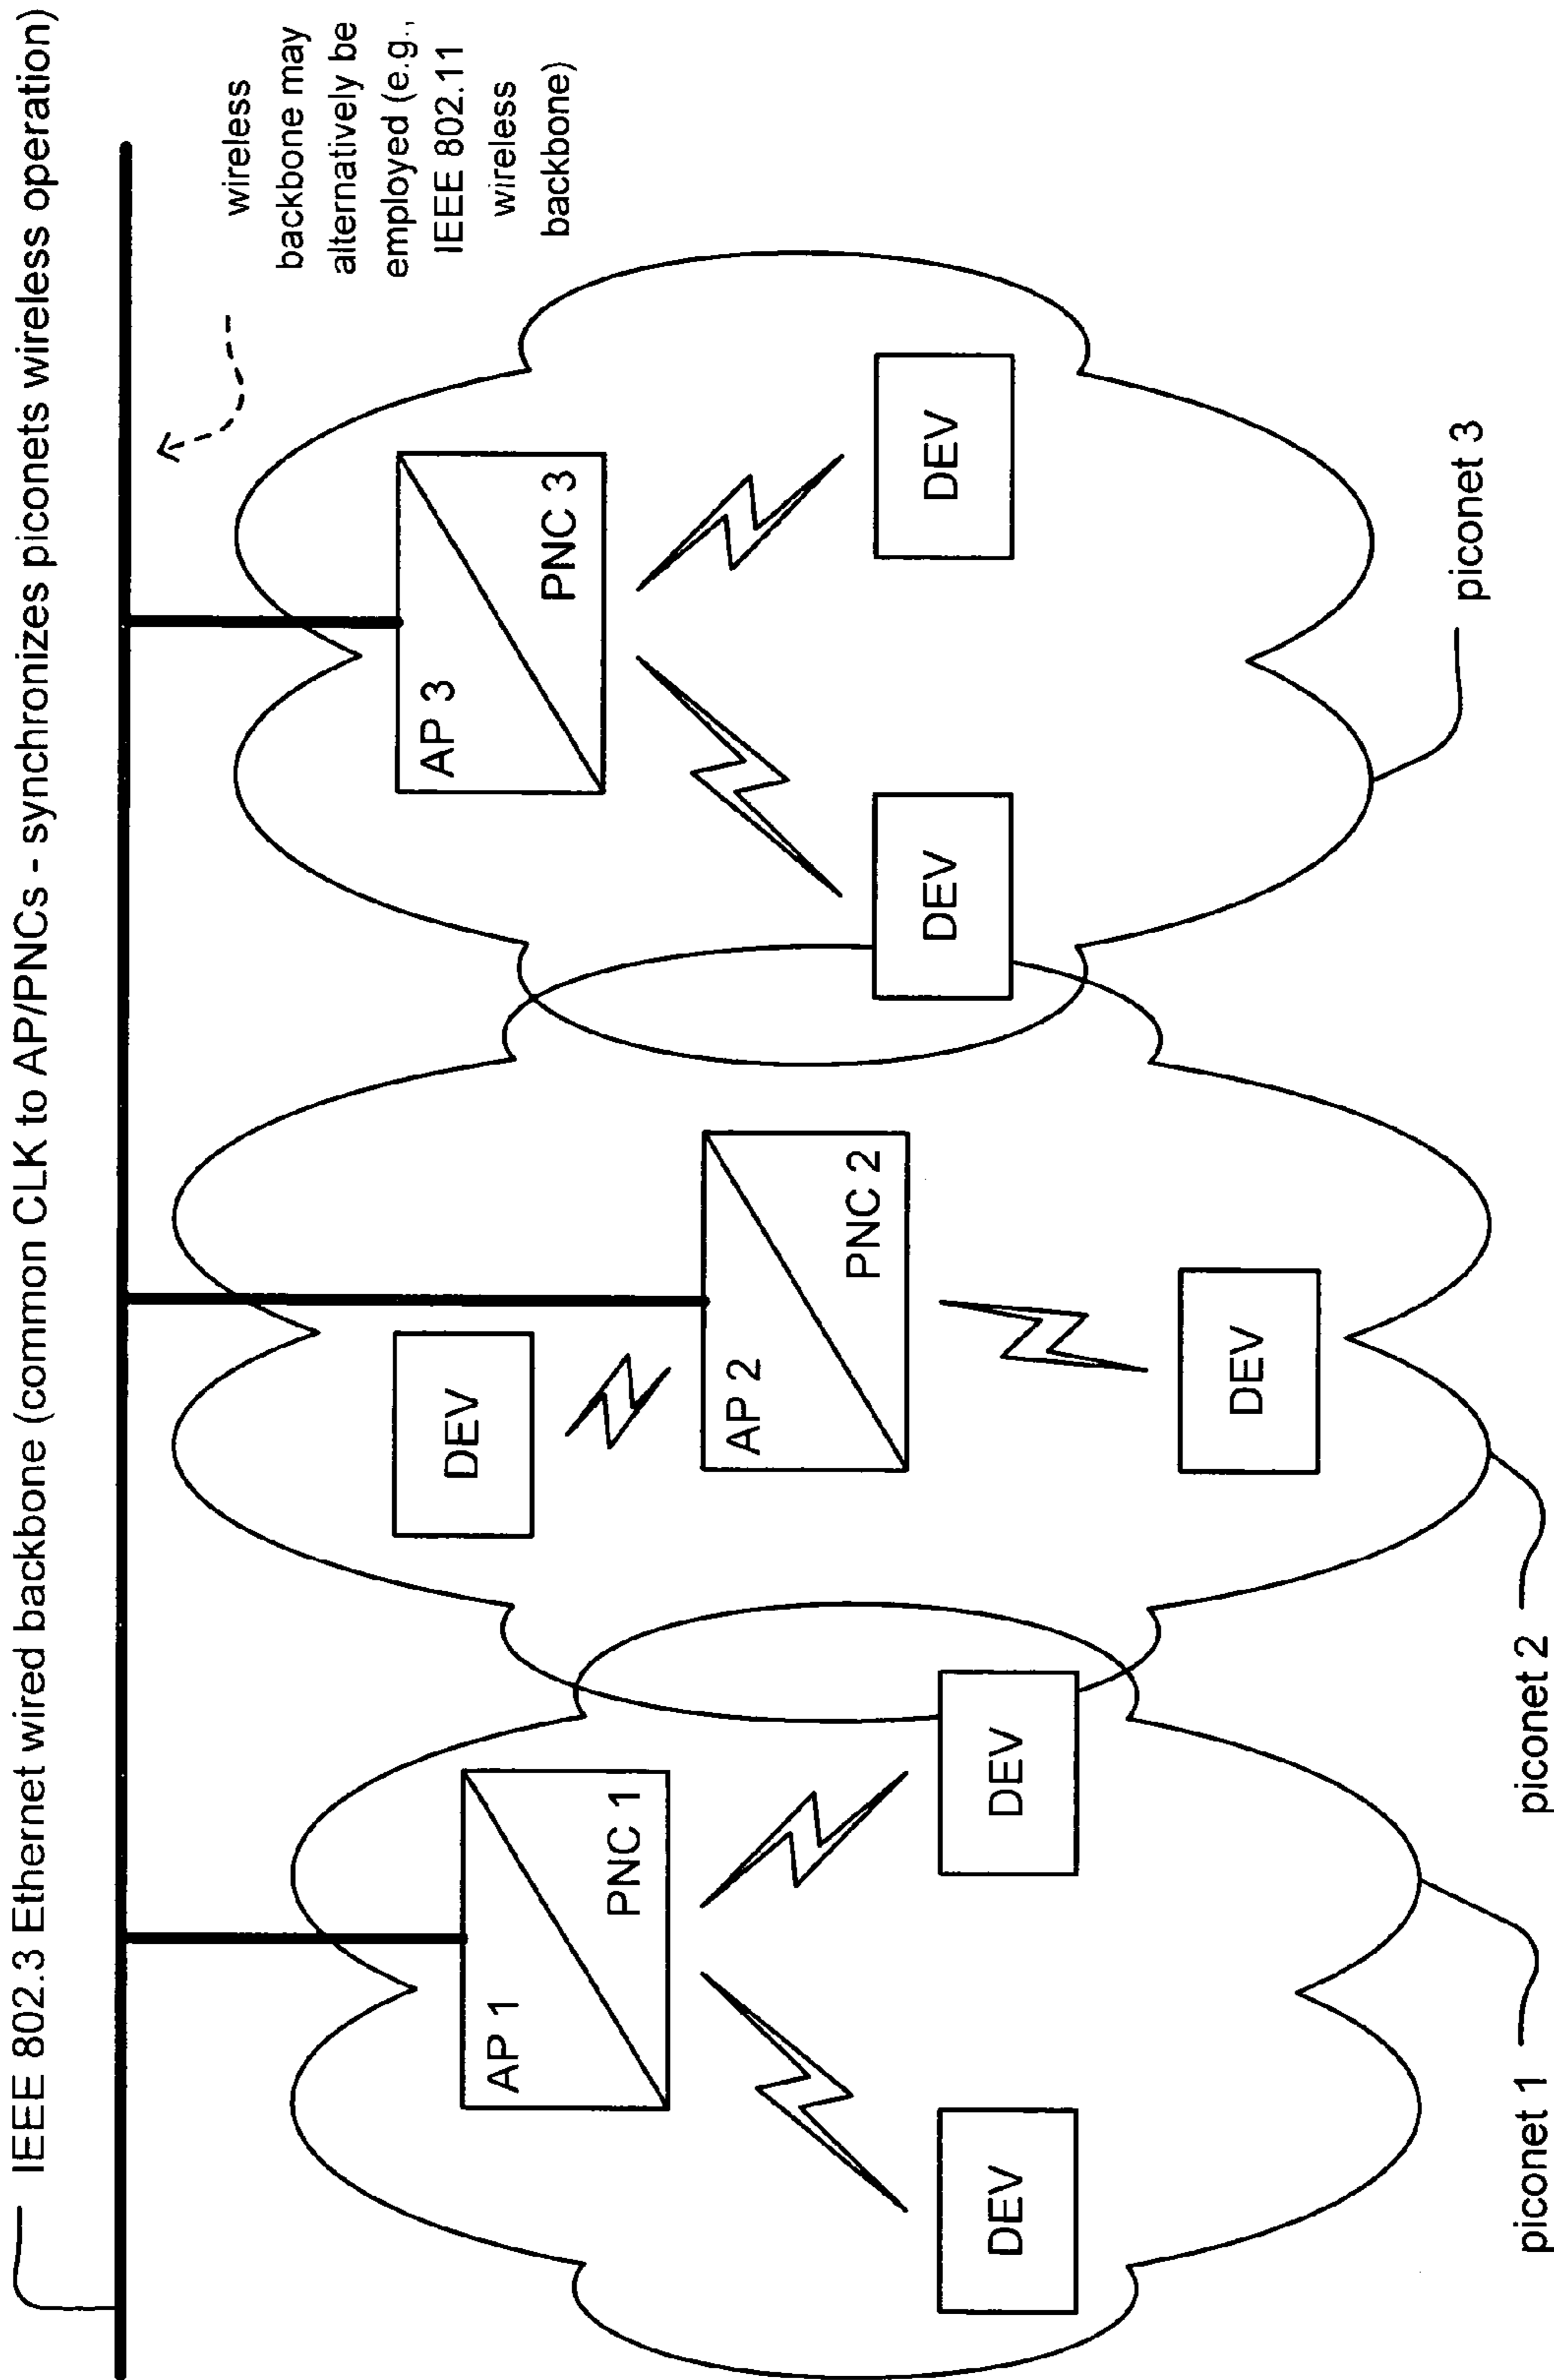 IEEE 802.3 Ethernet wired backbone (common CLK to AP/PNCs - synchronizes piconets wireless operation)
wireless
backbone may
alternatively be
employed (e.g.,
IEEE 802.11
wireless
backbone)
AP 1
PNC 1
DEV
DEV
piconet 1
DEV
AP 2
PNC 2
DEV
piconet 2
AP 3
PNC 3
DEV
DEV
piconet 3